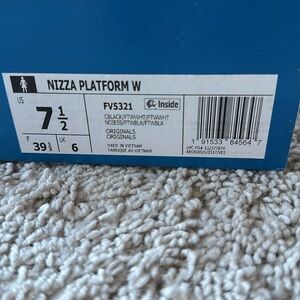 NIZZA PLATFORM W
US
7 1/2
F
39 1/3
UK
6
FV5321
Inside
CBLACK/FTWWHT/FTWWHT
NOIESS/FTWBLA/FTWBLA
ORIGINALS
ORIGINALS
MADE IN VIETNAM
FABRIQUE AU VIETNAM
1 91533 84564 7